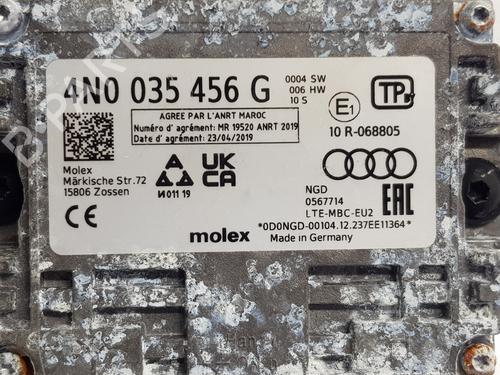 4N0 035 456 G
0004 SW
006 HW
10 S
E1
TP
10 R-068805
AGREE PAR L'ANRT MAROC
Numéro d'agrément: MR 19520 ANRT 2019
Date d'agrément: 23/04/2019
Molex
Märkische Str.72
15806 Zossen
UK
CA
И011 19
CE
NGD
0567714
LTE-MBC-EU2
EAC
*0D0NGD-00104.12.237EE11364*
molex
Made in Germany